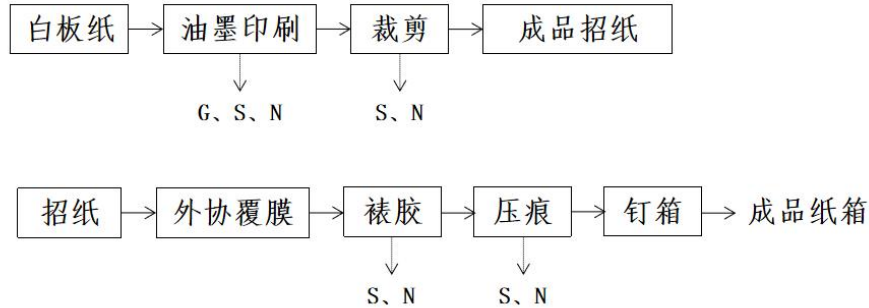 白板纸 油墨印刷 裁剪 成品招纸
G、S、N S、N
招纸 外协覆膜 裱胶 压痕 钉箱 成品纸箱
S、N S、N